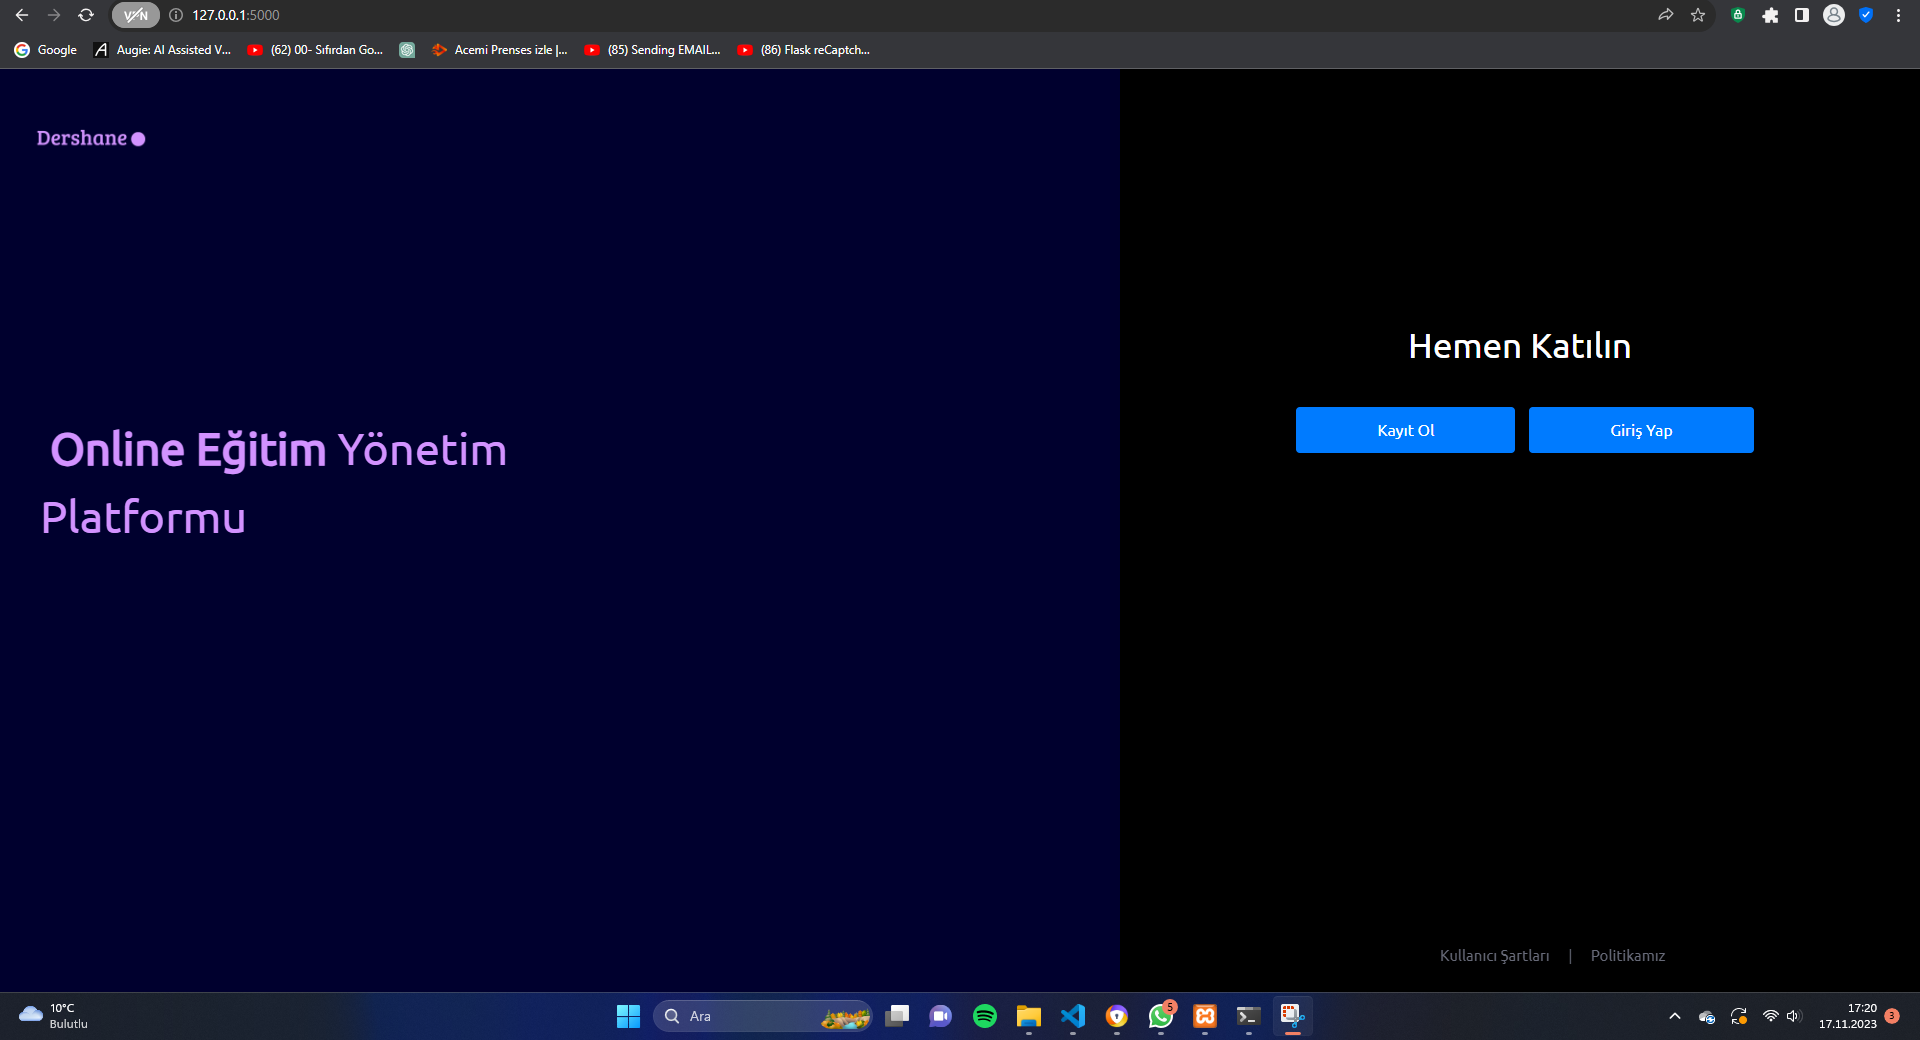 VPN
127.0.0.1:5000
Google
Augie: AI Assisted V...
(62) 00- Sıfırdan Go...
Acemi Prenses izle |...
(85) Sending EMAIL...
(86) Flask reCaptch...
Dershane
Online Eğitim Yönetim
Platformu
Hemen Katılın
Kayıt Ol
Giriş Yap
Kullanıcı Şartları | Politikamız
10°C
Bulutlu
Ara
5
17:20
17.11.2023
3